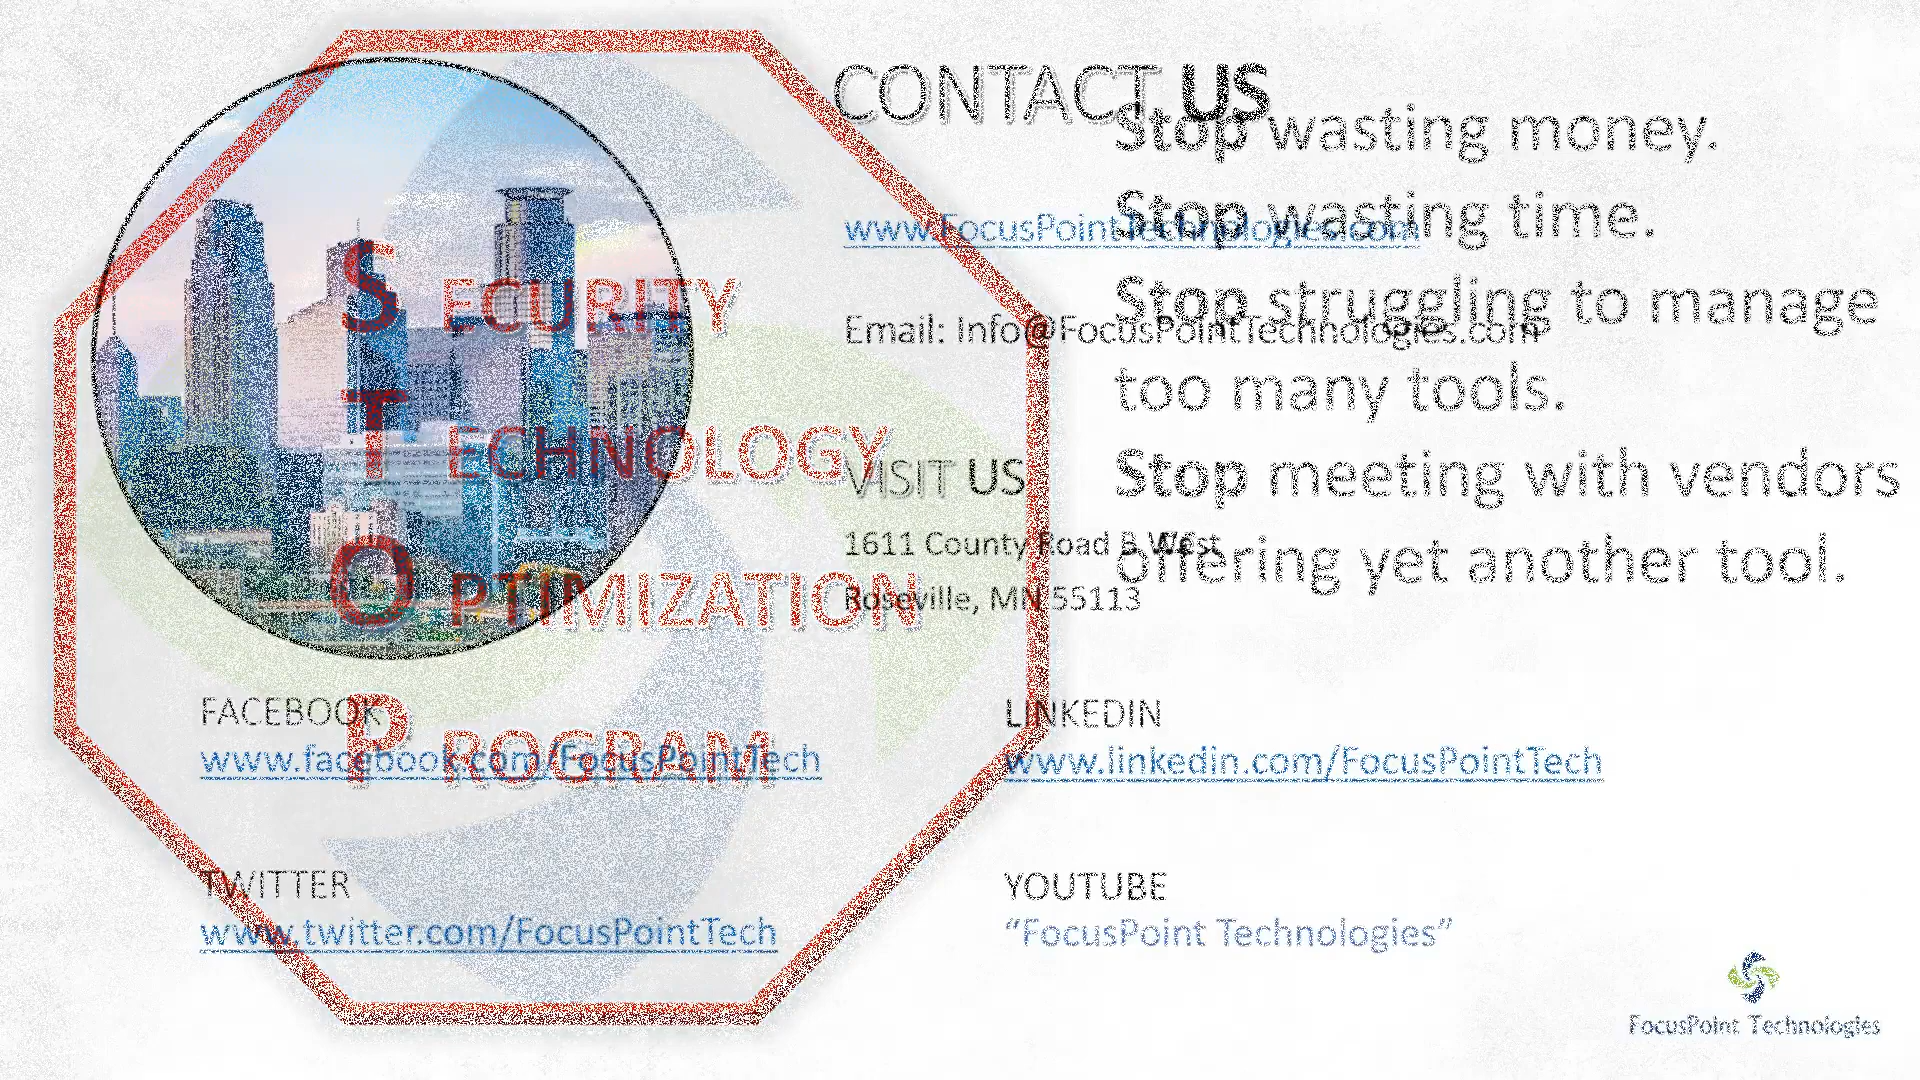 CONTACT US
www.FocusPointTechnologies.com
Email: Info@FocusPointTechnologies.com
VISIT US
1611 County Road B West
Roseville, MN 55113
FACEBOOK
www.facebook.com/FocusPointTech
LINKEDIN
www.linkedin.com/FocusPointTech
TWITTER
www.twitter.com/FocusPointTech
YOUTUBE
“FocusPoint Technologies”
SECURITY
TECHNOLOGY
OPTIMIZATION
PROGRAM
Stop wasting money.
Stop wasting time.
Stop struggling to manage
too many tools.
Stop meeting with vendors
offering yet another tool.
FocusPoint Technologies